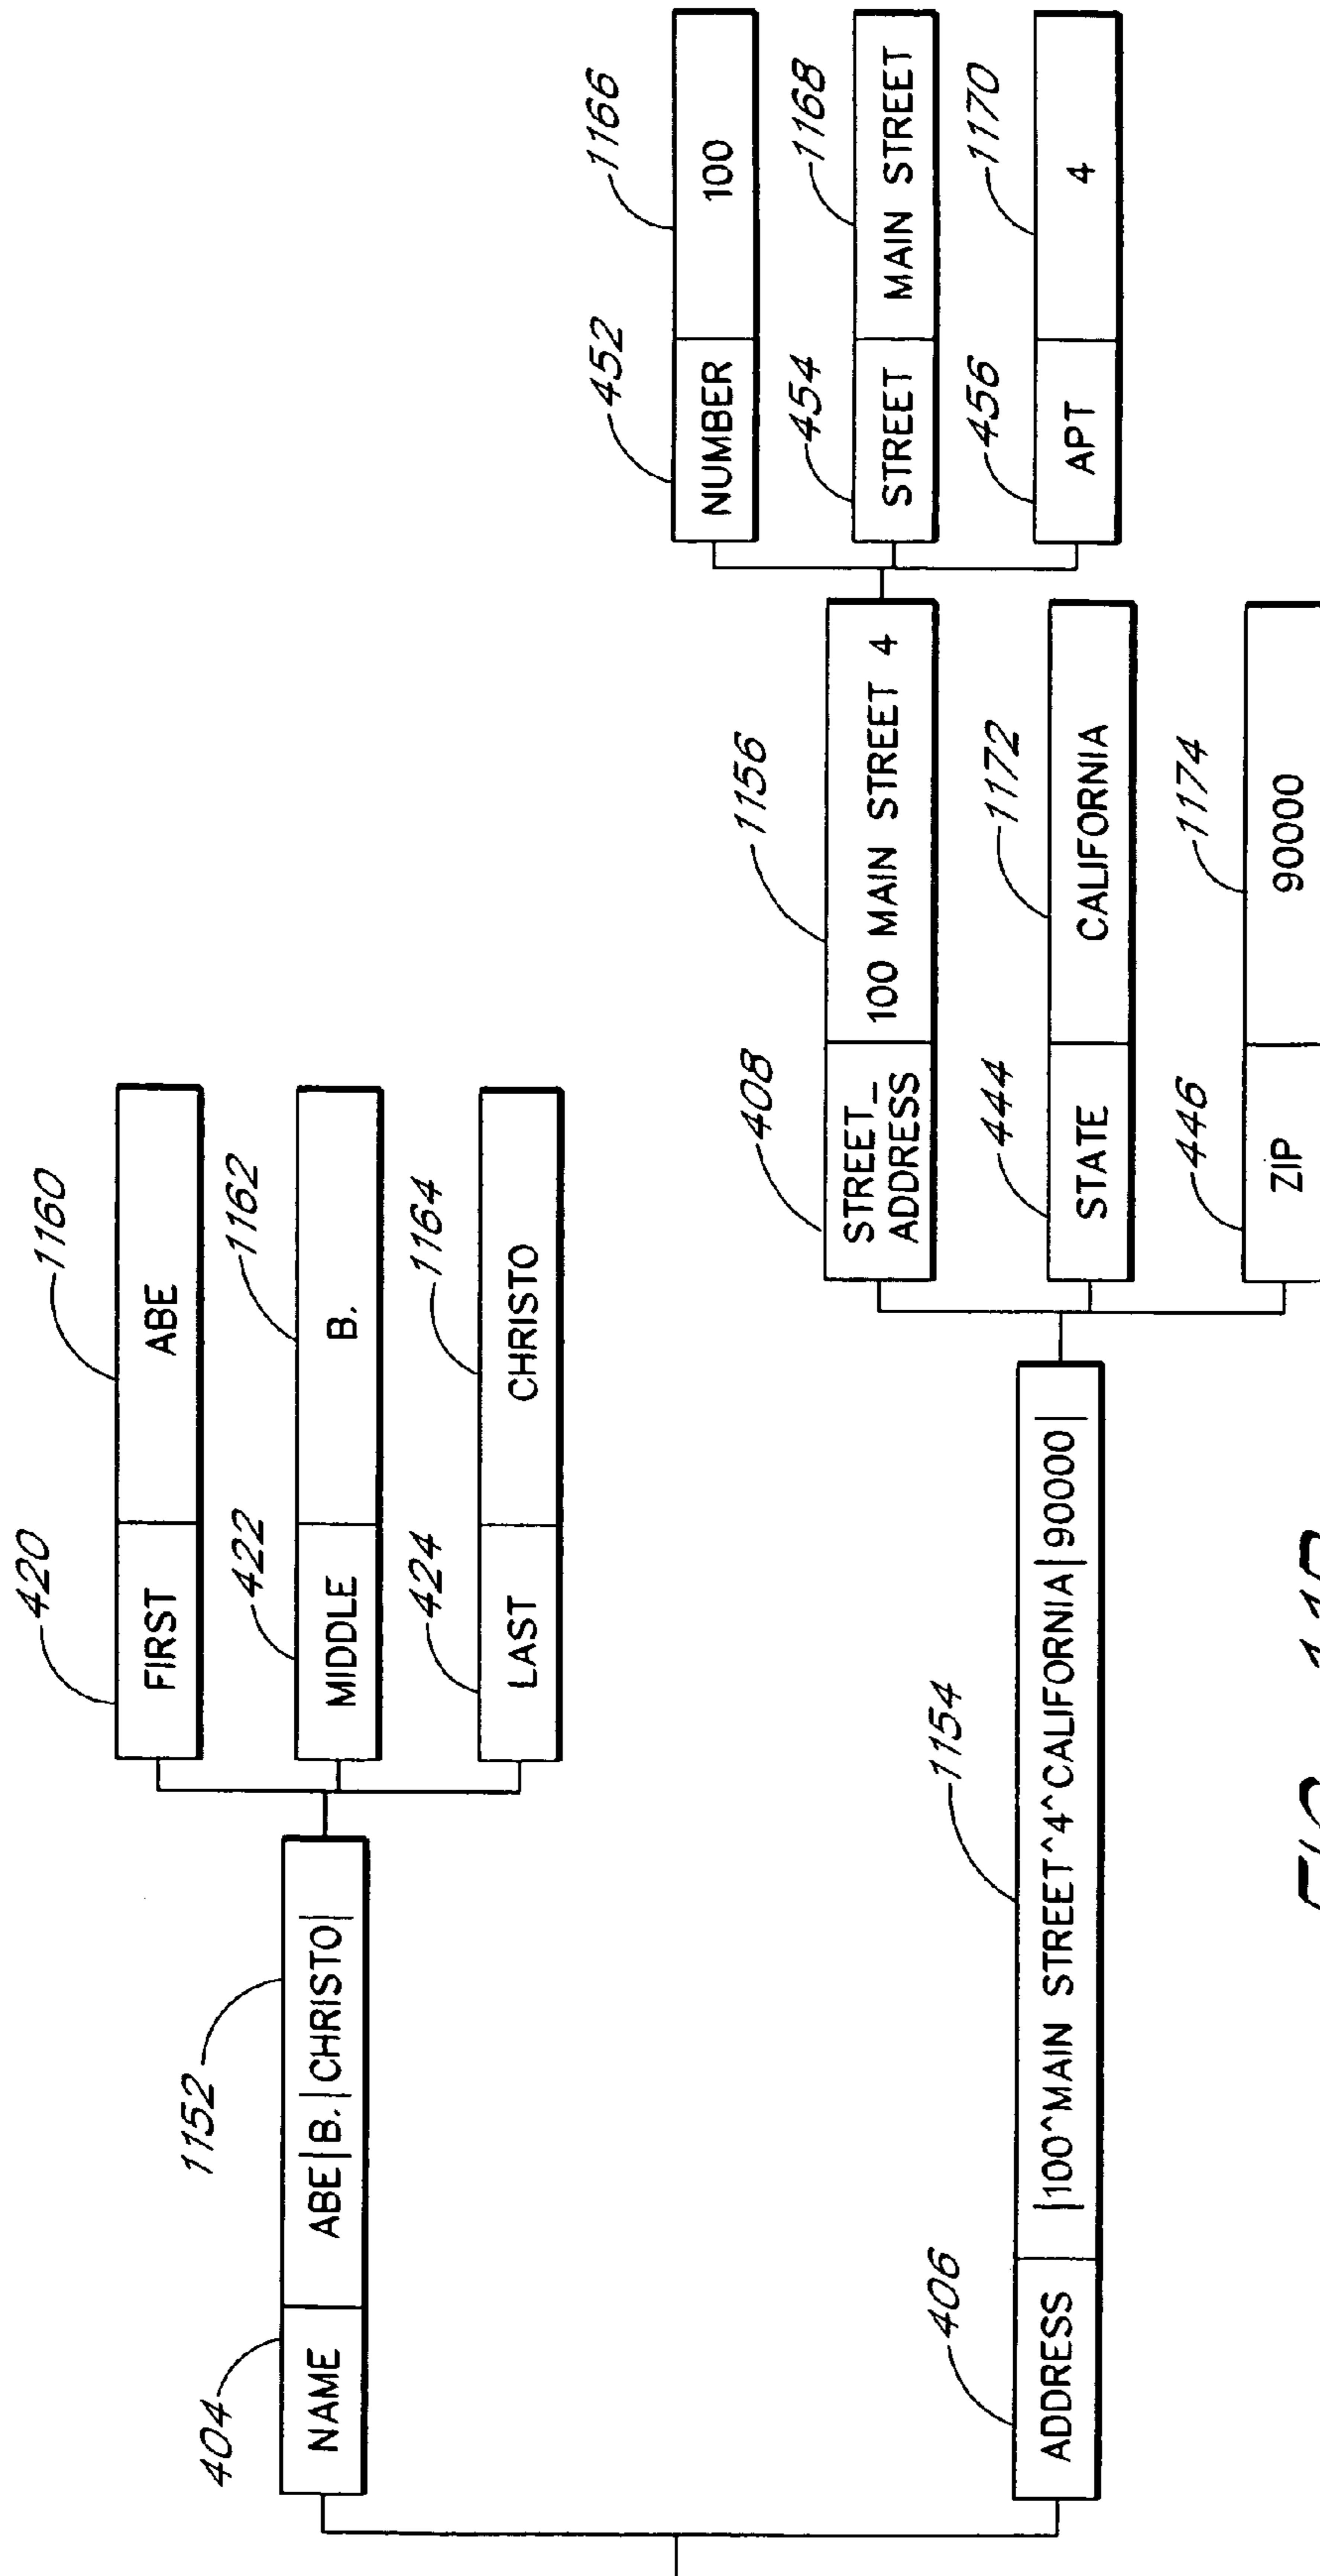 420
1160
FIRST ABE
422
1162
MIDDLE B.
424
1164
LAST CHRISTO
404
1152
NAME ABE|B.|CHRISTO|
452
1166
NUMBER 100
454
1168
STREET MAIN STREET
456
1170
APT 4
408
1156
STREET_
ADDRESS
100 MAIN STREET 4
444
1172
STATE CALIFORNIA
446
1174
ZIP 90000
406
1154
ADDRESS |100^MAIN STREET^4^CALIFORNIA|90000|